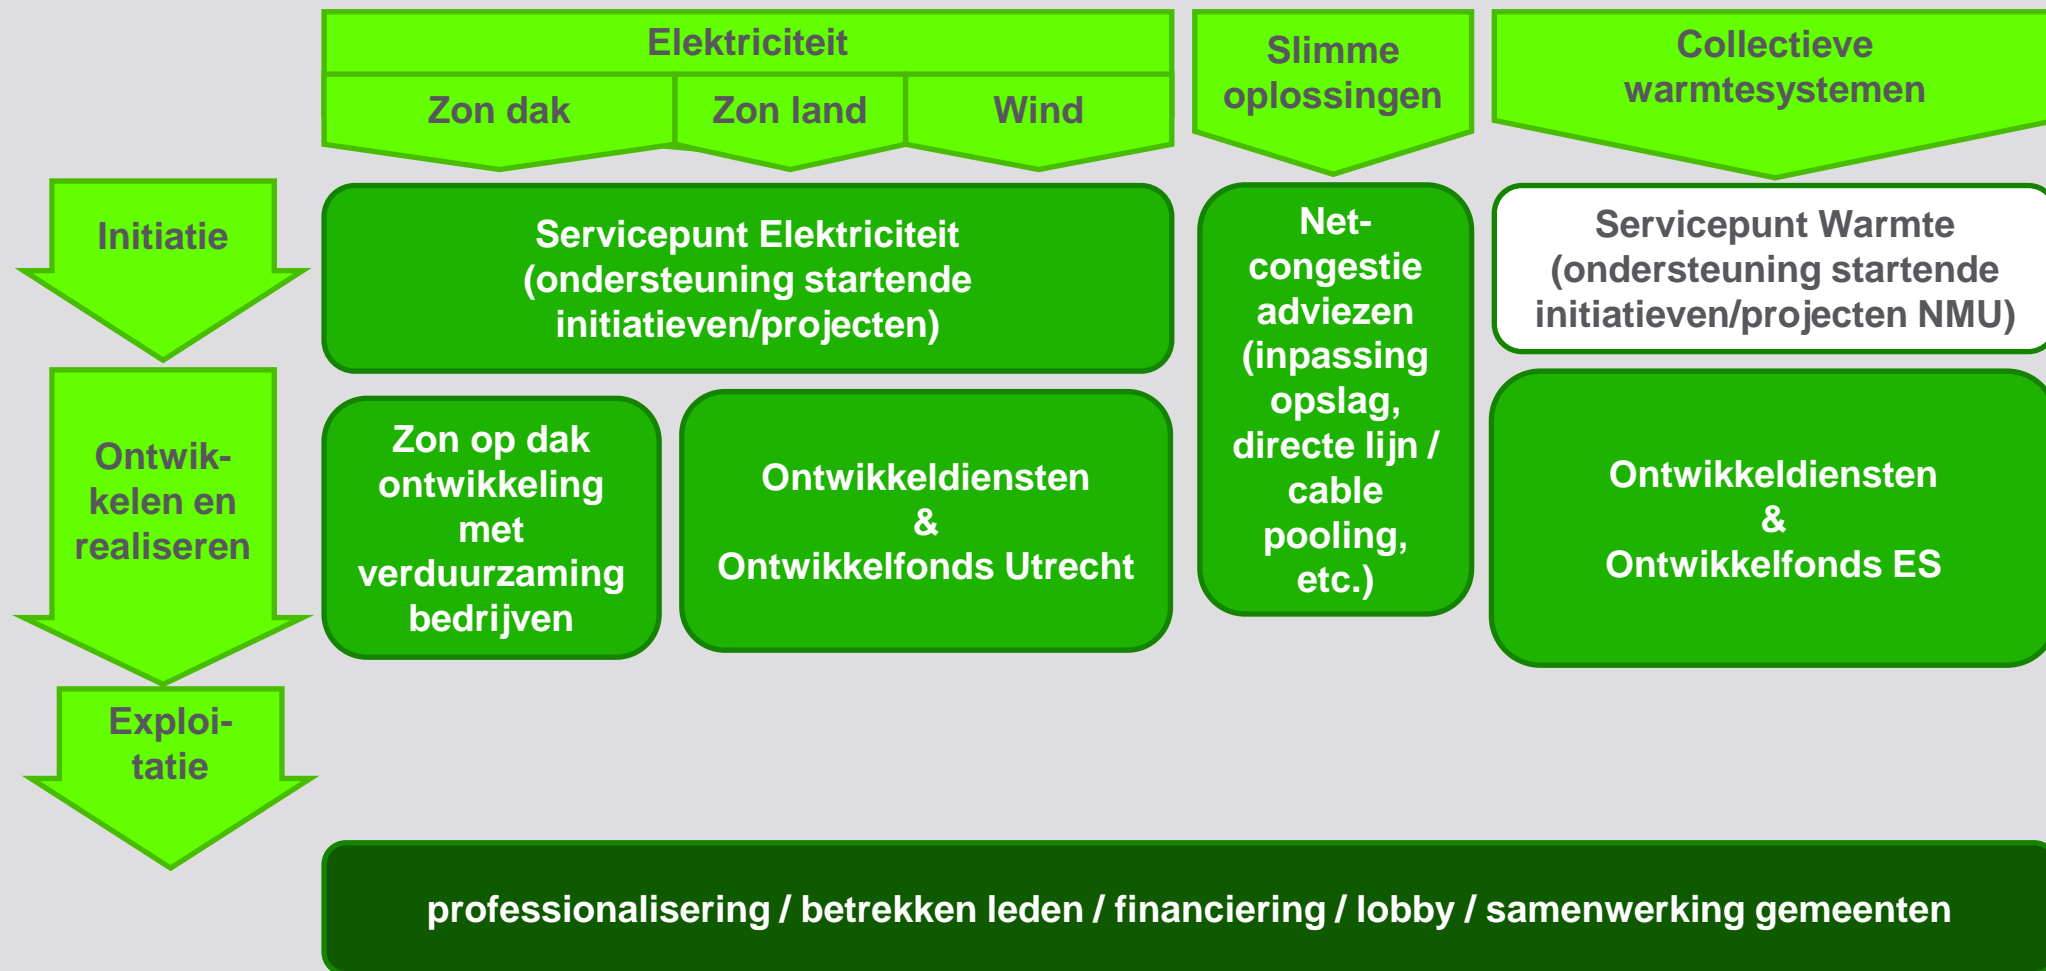 Elektriciteit
Zon dak
Zon land
Wind
Slimme
oplossingen
Collectieve
warmtesystemen
Initiatie
Servicepunt Elektriciteit
(ondersteuning startende
initiatieven/projecten)
Net-
congestie
adviezen
(inpassing
opslag,
directe lijn /
cable
pooling,
etc.)
Servicepunt Warmte
(ondersteuning startende
initiatieven/projecten NMU)
Ontwik-
kelen en
realiseren
Zon op dak
ontwikkeling
met
verduurzaming
bedrijven
Ontwikkeldiensten
&
Ontwikkelfonds Utrecht
Ontwikkeldiensten
&
Ontwikkelfonds ES
Exploi-
tatie
professionalisering / betrekken leden / financiering / lobby / samenwerking gemeenten